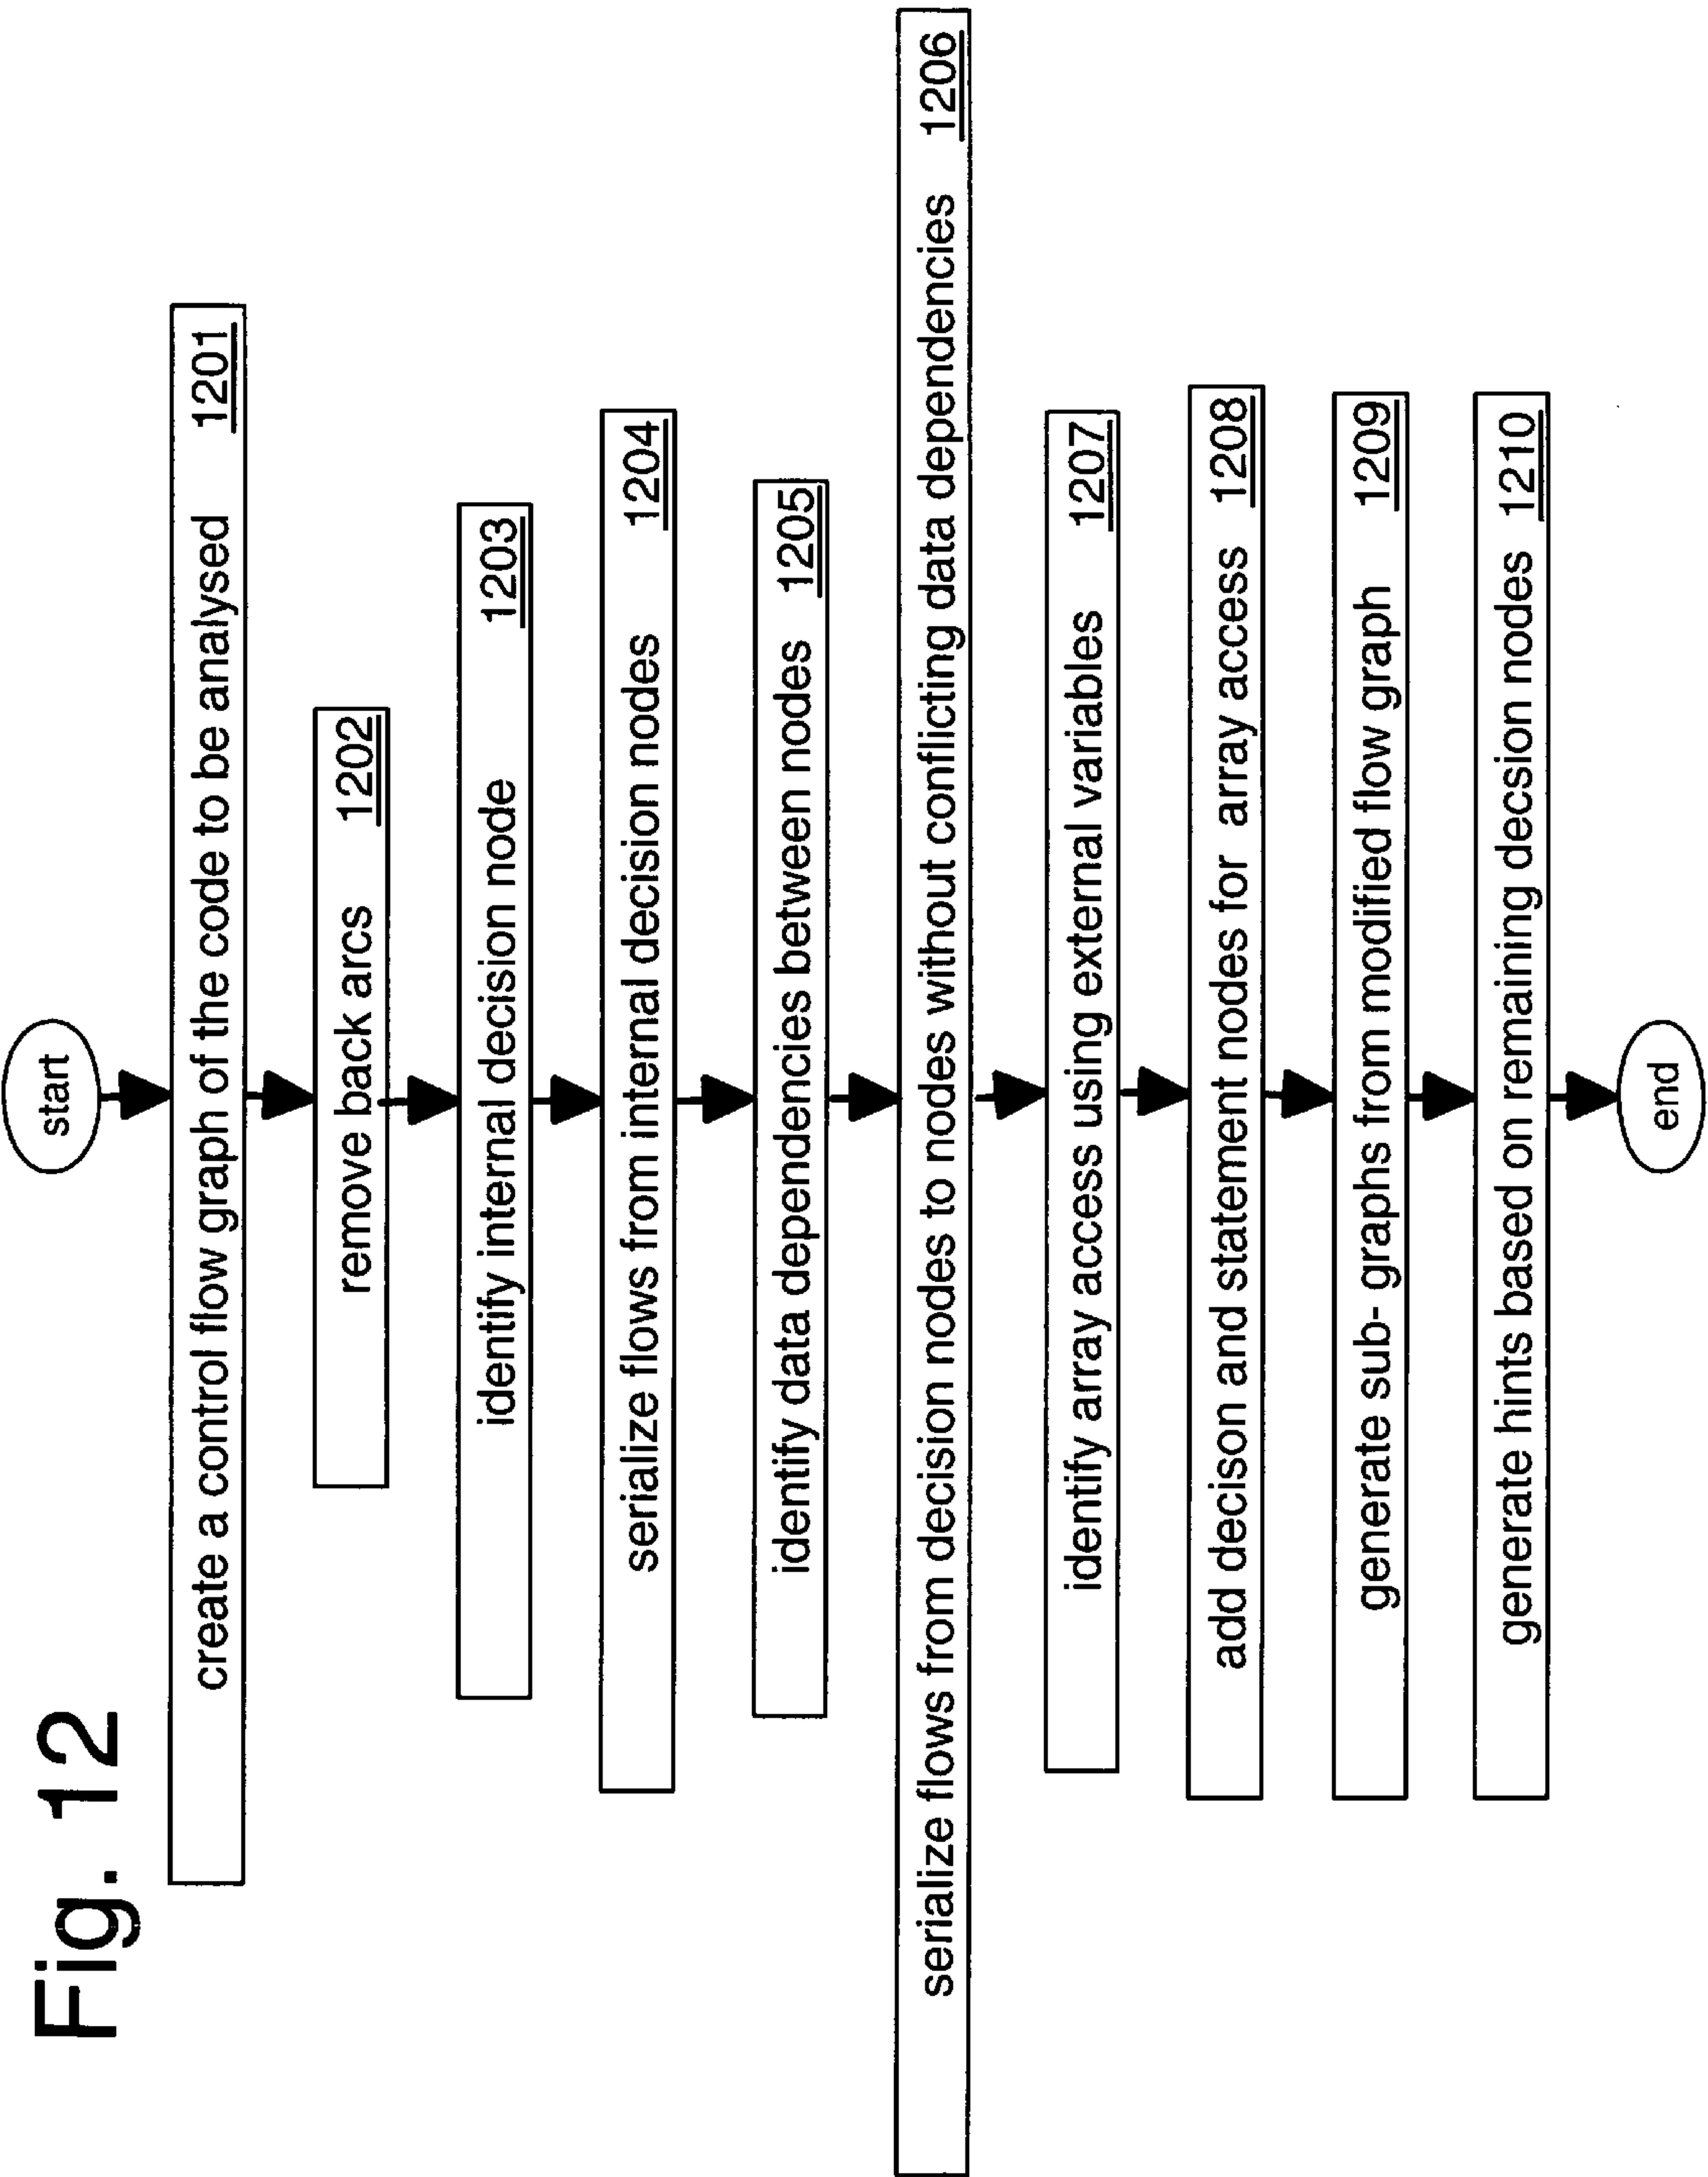 Fig. 12
start
create a control flow graph of the code to be analysed 1201
remove back arcs 1202
identify internal decision node 1203
serialize flows from internal decision nodes 1204
identify data dependencies between nodes 1205
serialize flows from decision nodes to nodes without conflicting data dependencies 1206
identify array access using external variables 1207
add decison and statement nodes for array access 1208
generate sub- graphs from modified flow graph 1209
generate hints based on remaining decsion nodes 1210
end